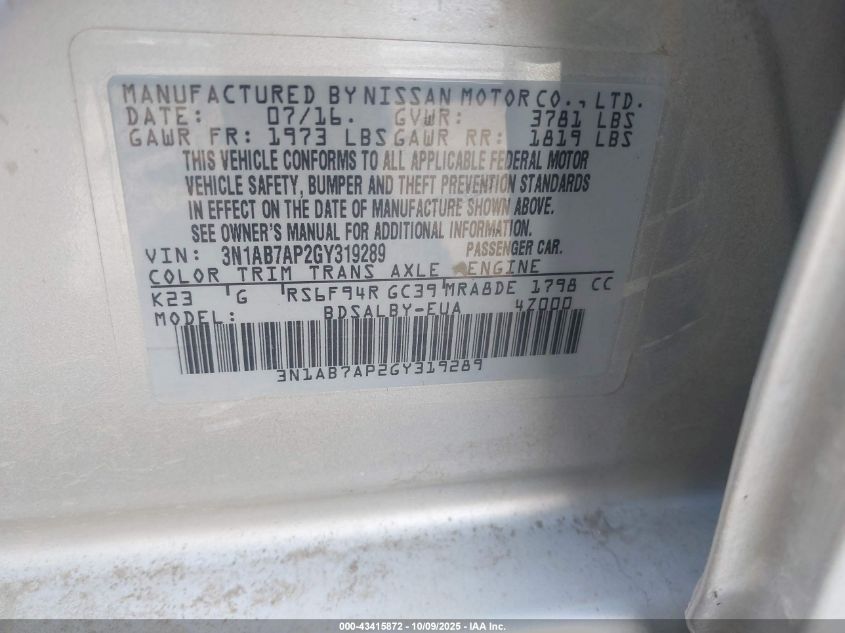 MANUFACTURED BY NISSAN MOTOR CO., LTD.
DATE: 07/16. GVWR: 3781 LBS
GAWR FR: 1973 LBS GAWR RR: 1819 LBS
THIS VEHICLE CONFORMS TO ALL APPLICABLE FEDERAL MOTOR
VEHICLE SAFETY, BUMPER AND THEFT PREVENTION STANDARDS
IN EFFECT ON THE DATE OF MANUFACTURE SHOWN ABOVE.
SEE OWNER'S MANUAL FOR ADDITIONAL INFORMATION.
VIN: 3N1AB7AP2GY319289 PASSENGER CAR.
COLOR TRIM TRANS AXLE ENGINE
K23 G RS6F94R GC39 MRA8DE 1798 CC
MODEL: BDSALBY-EUA 4Z000
3N1AB7AP2GY319289
000-43415872 - 10/09/2025 - IAA Inc.